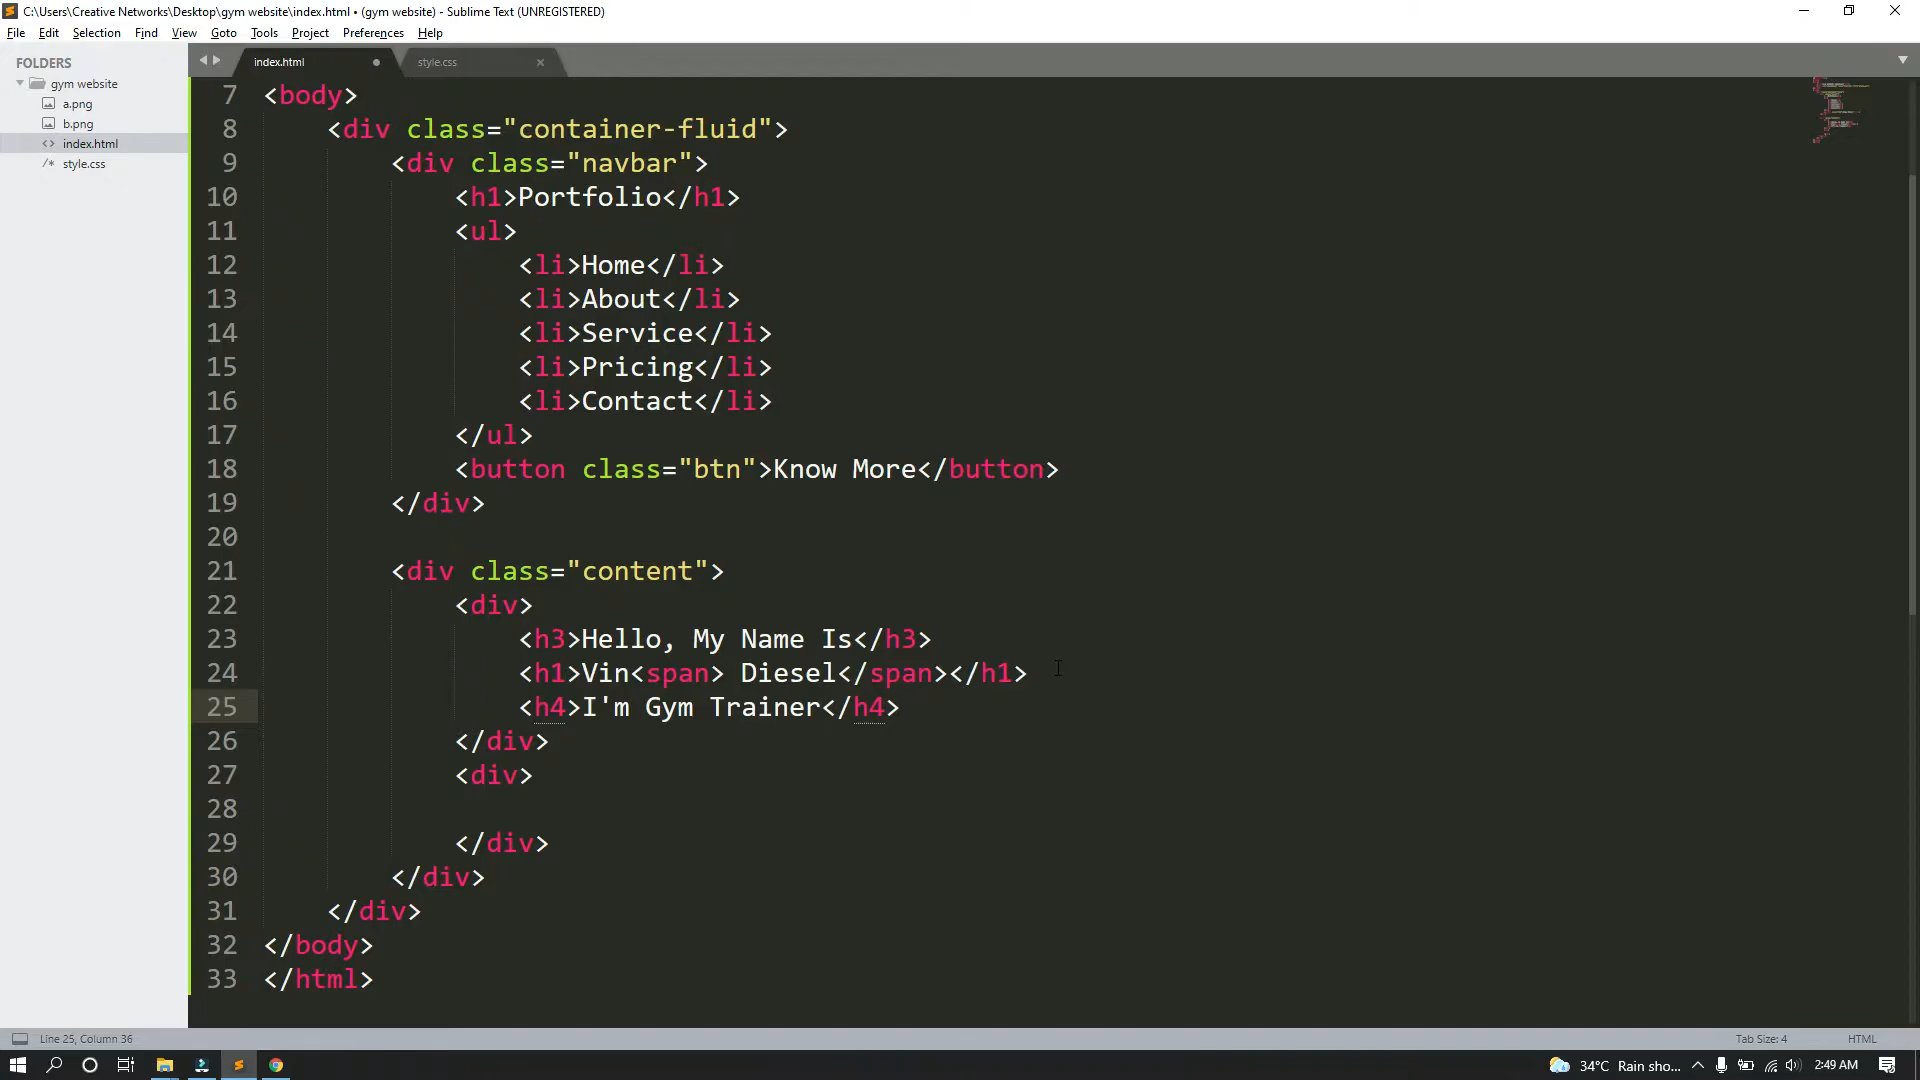 C:\Users\Creative Networks\Desktop\gym website\index.html • (gym website) - Sublime Text (UNREGISTERED)
File Edit Selection Find View Goto Tools Project Preferences Help
FOLDERS
gym website
a.png
b.png
index.html
style.css
index.html style.css
7 <body>
8 <div class="container-fluid">
9 <div class="navbar">
10 <h1>Portfolio</h1>
11 <ul>
12 <li>Home</li>
13 <li>About</li>
14 <li>Service</li>
15 <li>Pricing</li>
16 <li>Contact</li>
17 </ul>
18 <button class="btn">Know More</button>
19 </div>
20
21 <div class="content">
22 <div>
23 <h3>Hello, My Name Is</h3>
24 <h1>Vin<span> Diesel</span></h1>
25 <h4>I'm Gym Trainer</h4>
26 </div>
27 <div>
28
29 </div>
30 </div>
31 </div>
32 </body>
33 </html>
Line 25, Column 36 Tab Size: 4 HTML
34°C Rain sho... 2:49 AM